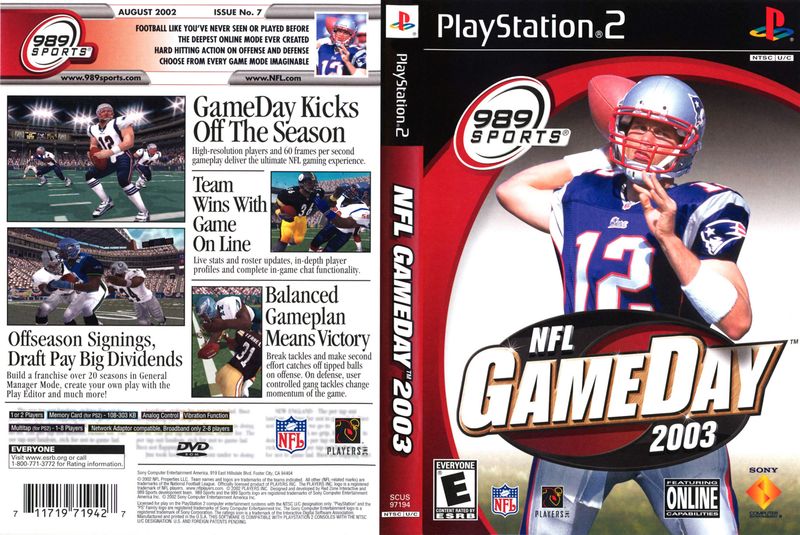 AUGUST 2002
ISSUE No. 7
989 SPORTS®
FOOTBALL LIKE YOU'VE NEVER SEEN OR PLAYED BEFORE
THE DEEPEST ONLINE MODE EVER CREATED
HARD HITTING ACTION ON OFFENSE AND DEFENSE
CHOOSE FROM EVERY GAME MODE IMAGINABLE
12
www.989sports.com
www.NFL.com
12
GameDay Kicks
Off The Season
High-resolution players and 60 frames per second
gameplay deliver the ultimate NFL gaming experience.
Team
Wins With
Game
On Line
Live stats and roster updates, in-depth player
profiles and complete in-game chat functionality.
Offseason Signings,
Draft Pay Big Dividends
Build a franchise over 20 seasons in General
Manager Mode, create your own play with the
Play Editor and much more!
31
Balanced
Gameplan
Means Victory
Break tackles and make second
effort catches off tipped balls
on offense. On defense, user
controlled gang tackles change
momentum of the game.
1 or 2 Players
Memory Card (for PS2) - 108-303 KB
Analog Control
Vibration Function
Multitap (for PS2) - 1-8 Players
Network Adaptor compatible, Broadband only 2-8 players
EVERYONE
Visit www.esrb.org or call
1-800-771-3772 for Rating information.
DVD
NFL
PLAYERS INC
7 11719 71942 7
Sony Computer Entertainment America, 919 East Hillsdale Blvd. Foster City, CA 94404
PlayStation®2
NFL GAMEDAY™ 2003
SCUS
97194
NTSC U/C
PlayStation®2
NTSC U/C
989 SPORTS®
12
NFL
GAMEDAY™
2003
EVERYONE
E
CONTENT RATED BY
ESRB
NFL
PLAYERS INC
FEATURING
ONLINE
CAPABILITIES
SONY
COMPUTER
ENTERTAINMENT